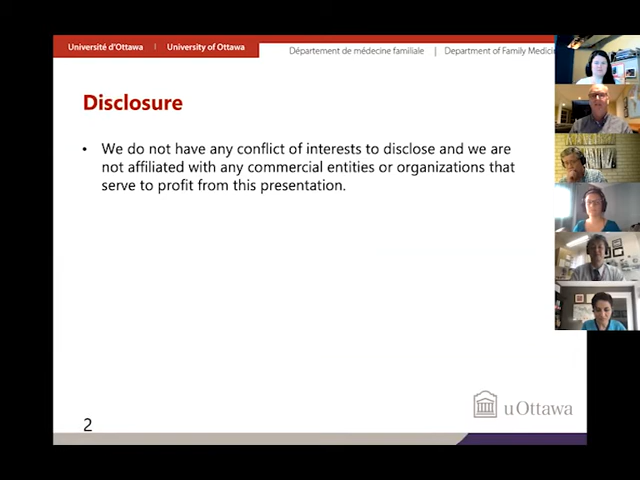 Université d'Ottawa | University of Ottawa
Département de médecine familiale | Department of Family Medicin
Disclosure
• We do not have any conflict of interests to disclose and we are
not affiliated with any commercial entities or organizations that
serve to profit from this presentation.
uOttawa
2